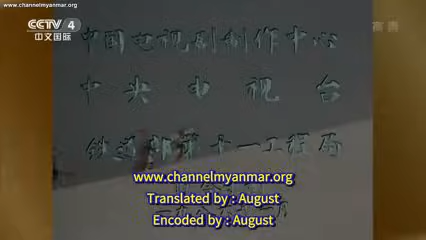 www.channelmyanmar.org
CCTV 4
中文国际
高清
中国电视剧制作中心
中央电视台
铁道部第十一工程局
www.channelmyanmar.org
Translated by : August
Encoded by : August